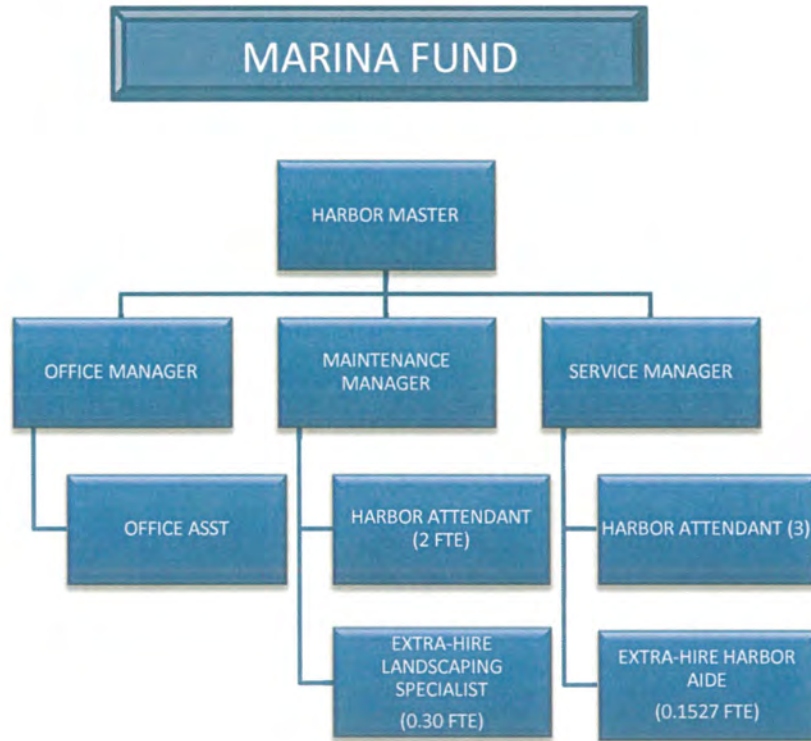 MARINA FUND
HARBOR MASTER
OFFICE MANAGER
MAINTENANCE
MANAGER
SERVICE MANAGER
OFFICE ASST
HARBOR ATTENDANT
(2 FTE)
HARBOR ATTENDANT (3)
EXTRA-HIRE
LANDSCAPING
SPECIALIST
(0.30 FTE)
EXTRA-HIRE HARBOR
AIDE
(0.1527 FTE)